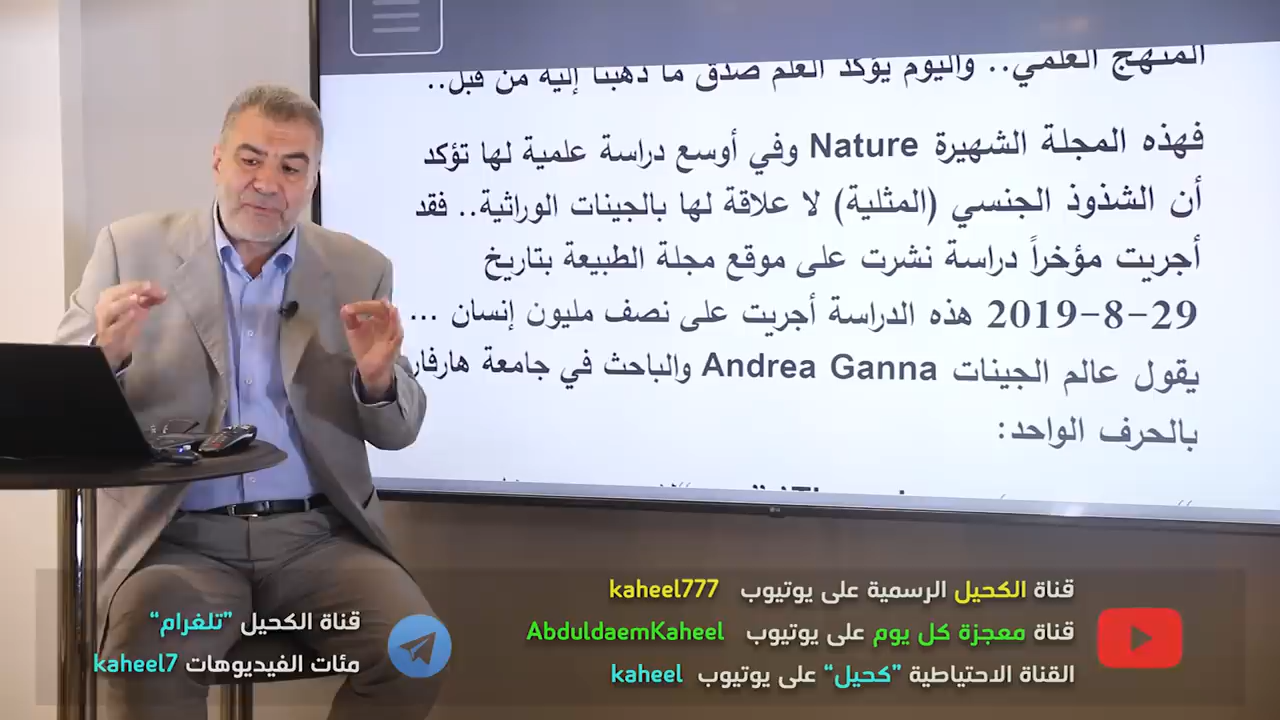 المنهج العلمي.. واليوم يؤكد العلم صدق ما ذهبنا إليه من قبل..
فهذه المجلة الشهيرة Nature وفي أوسع دراسة علمية لها تؤكد
أن الشذوذ الجنسي (المثلية) لا علاقة لها بالجينات الوراثية.. فقد
أجريت مؤخراً دراسة نشرت على موقع مجلة الطبيعة بتاريخ
29-8-2019 هذه الدراسة أجريت على نصف مليون إنسان ...
يقول عالم الجينات Andrea Ganna والباحث في جامعة هارفار
بالحرف الواحد:
قناة الكحيل الرسمية على يوتيوب kaheel777
قناة معجزة كل يوم على يوتيوب AbduldaemKaheel
القناة الاحتياطية "كحيل" على يوتيوب kaheel
قناة الكحيل "تلغرام"
مئات الفيديوهات kaheel7